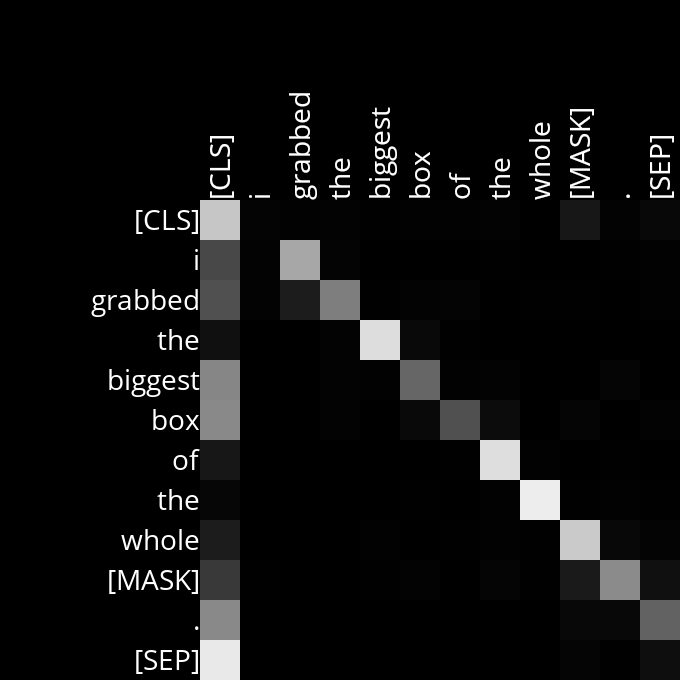 [CLS] i grabbed the biggest box of the whole [MASK] . [SEP]
[CLS]
i
grabbed
the
biggest
box
of
the
whole
[MASK]
.
[SEP]